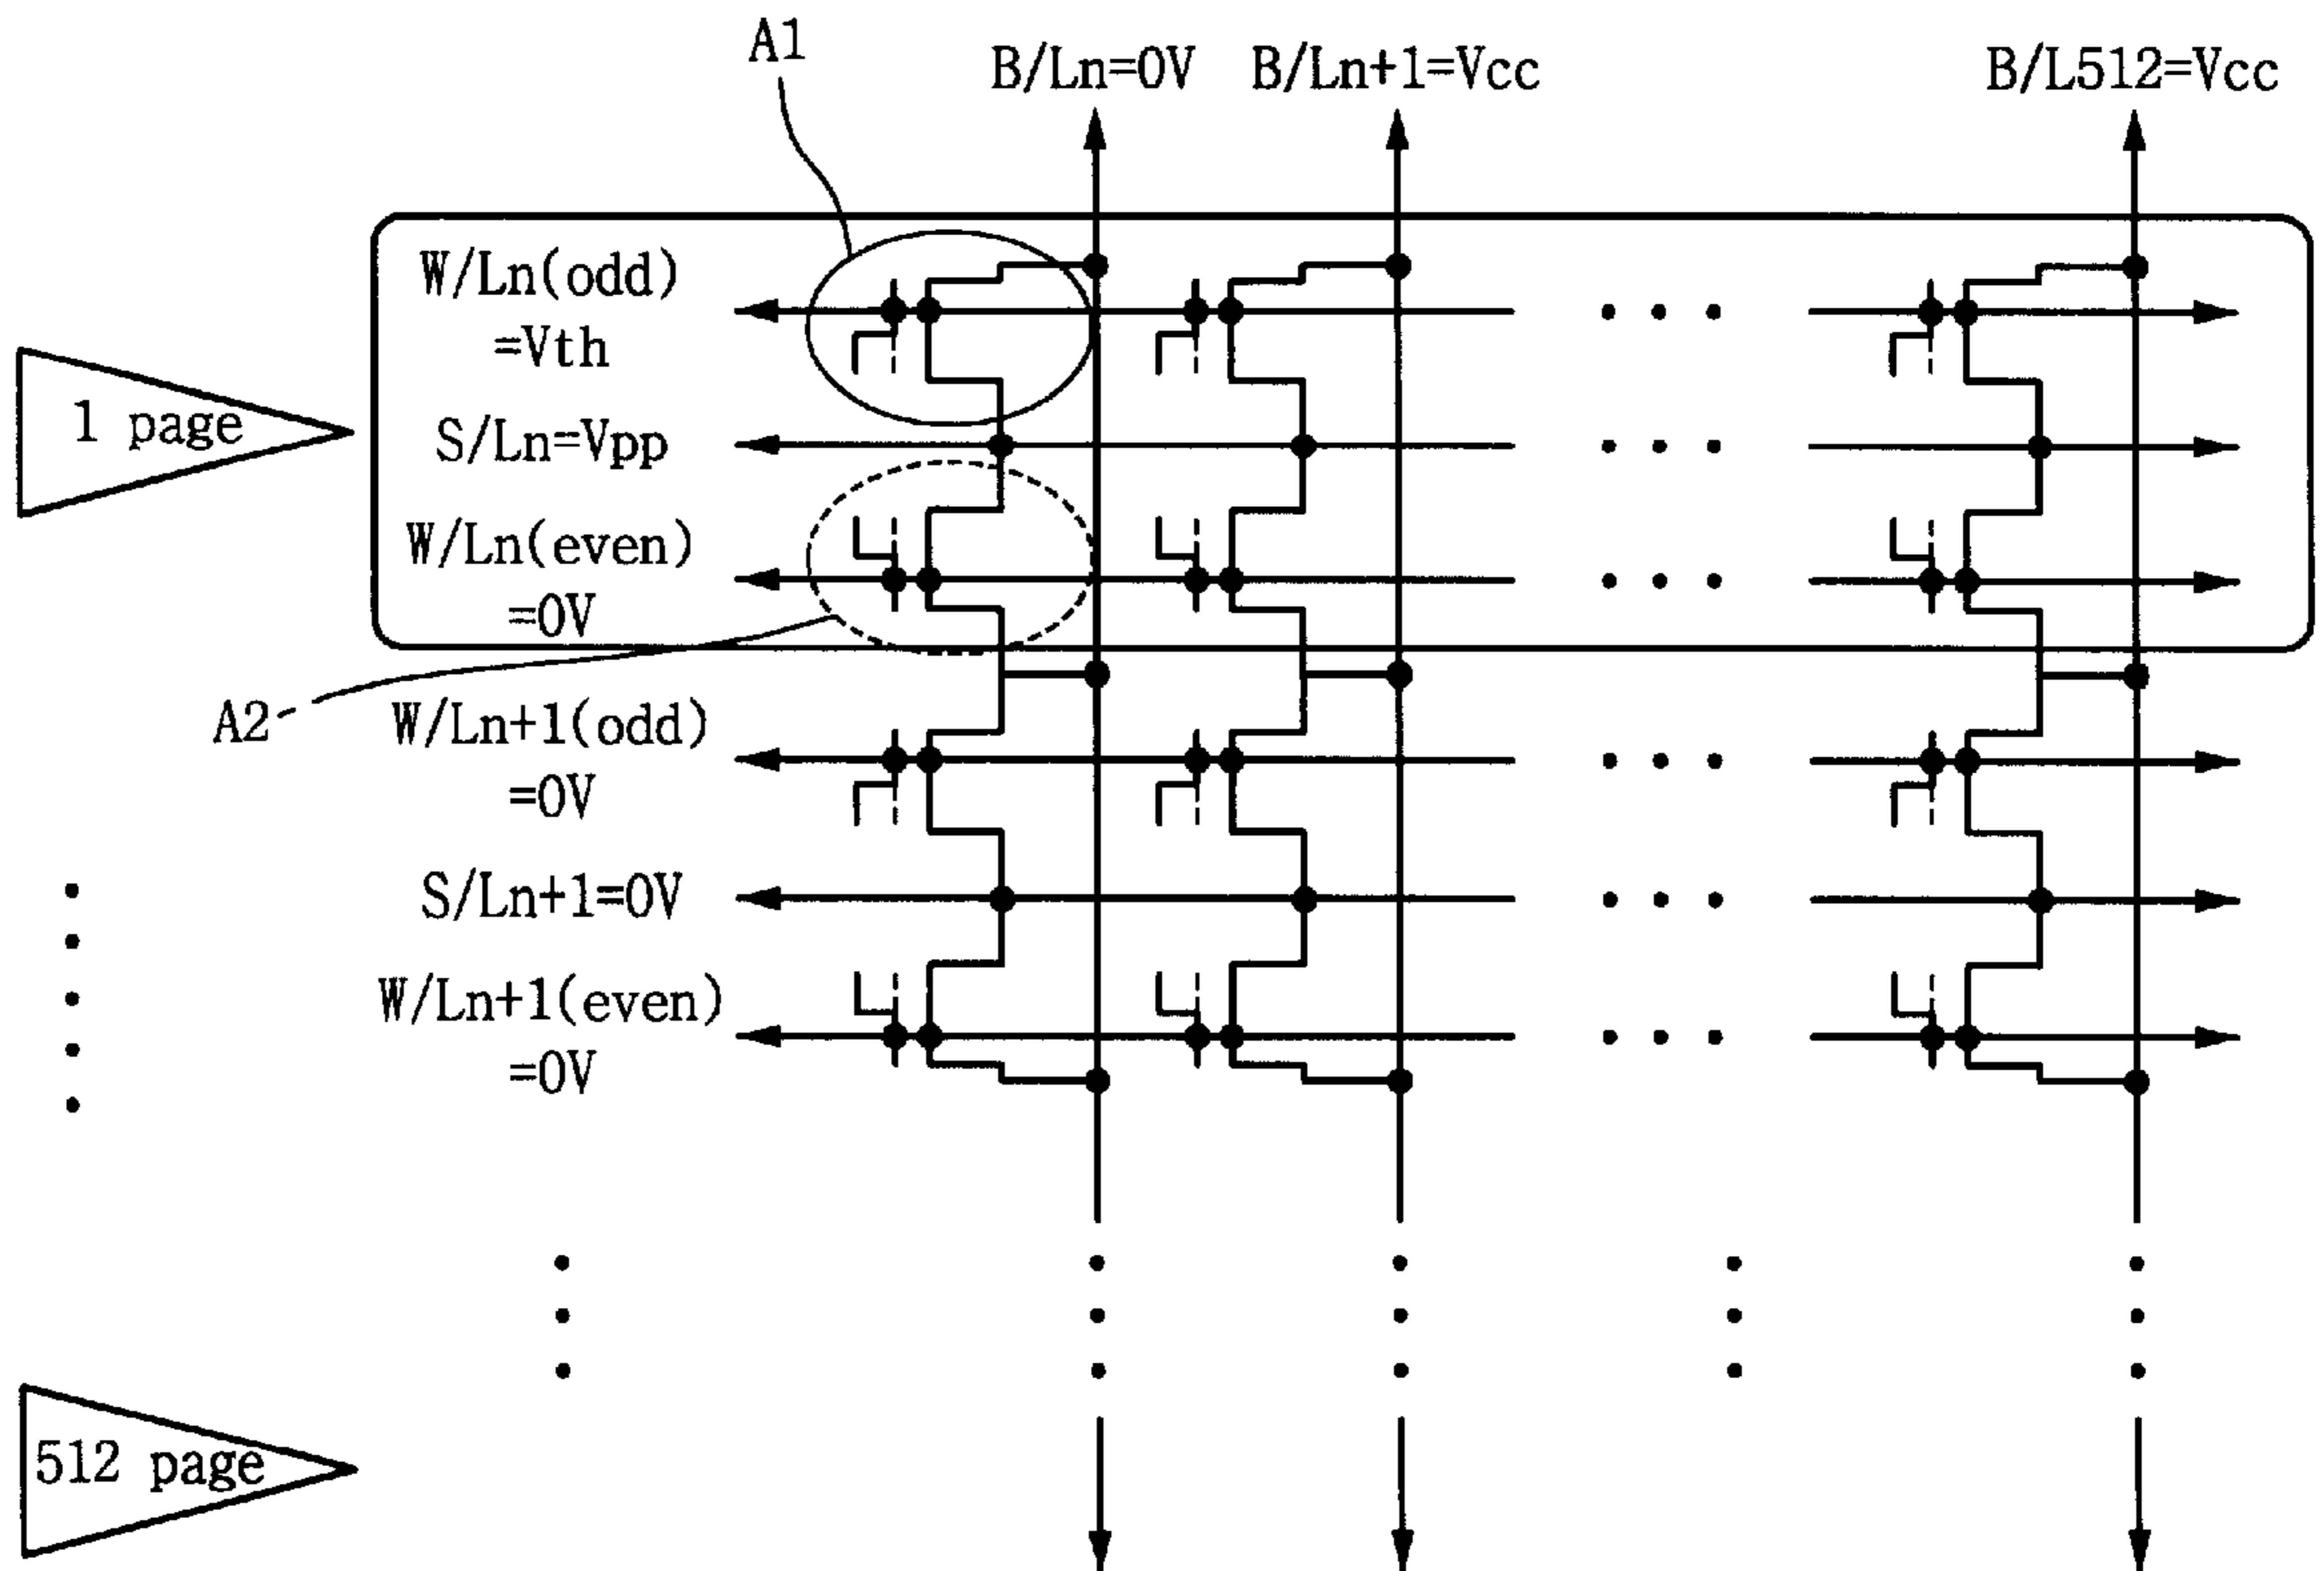 A1
B/Ln=0V
B/Ln+1=Vcc
B/L512=Vcc
W/Ln(odd)
=Vth
1 page
S/Ln=Vpp
W/Ln(even)
=0V
A2
W/Ln+1(odd)
=0V
S/Ln+1=0V
W/Ln+1(even)
=0V
512 page